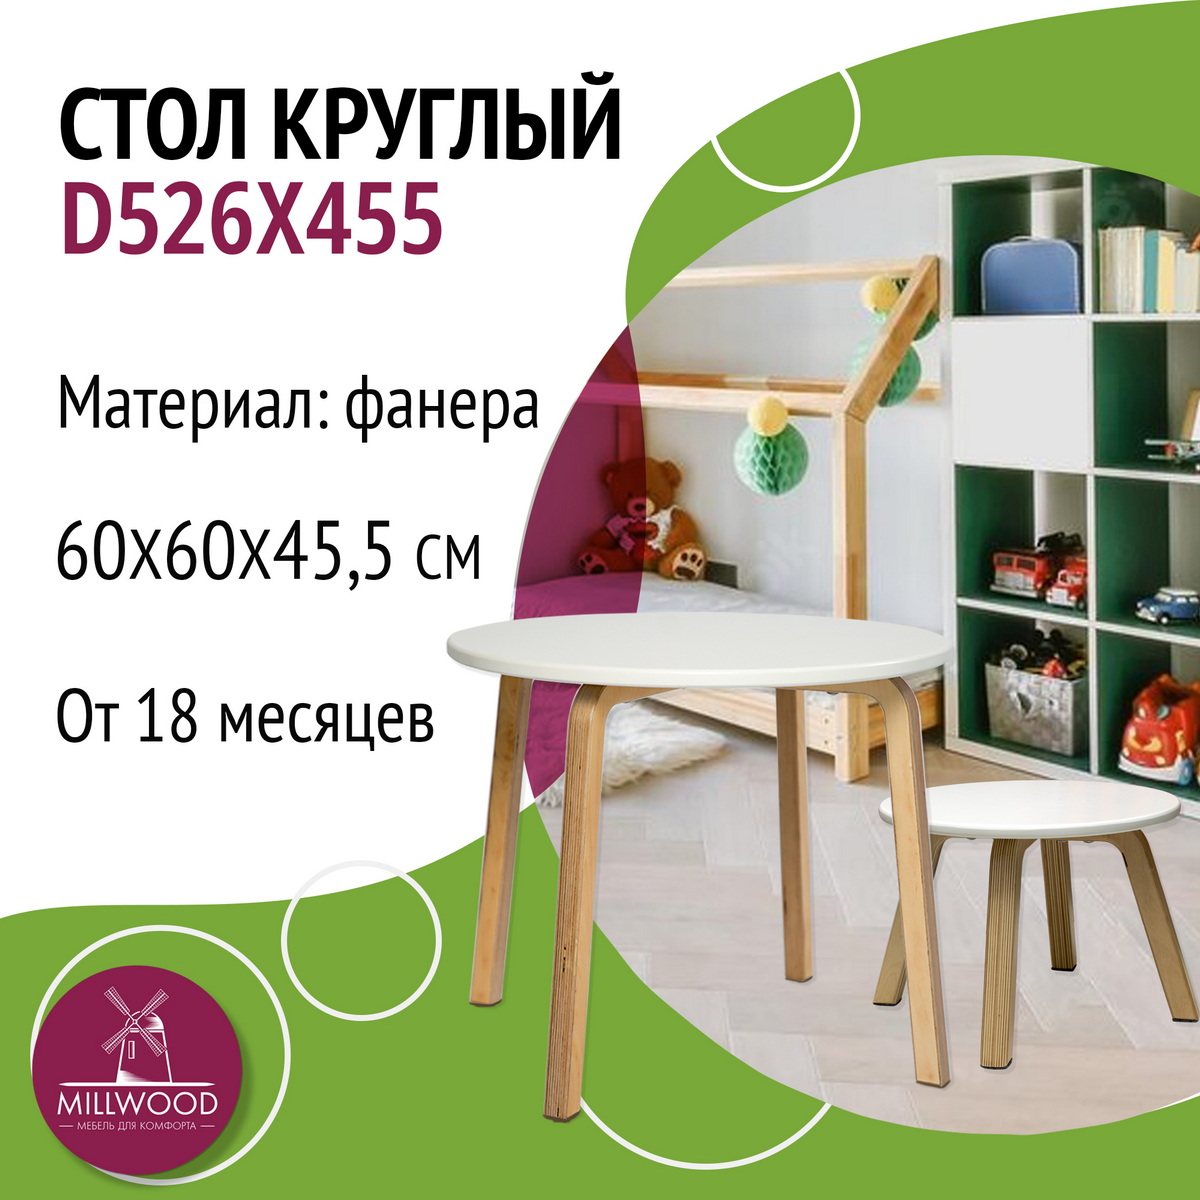 СТОЛ КРУГЛЫЙ
D526X455
Материал: фанера
60х60х45,5 см
От 18 месяцев
MILLWOOD
МЕБЕЛЬ ДЛЯ КОМФОРТА